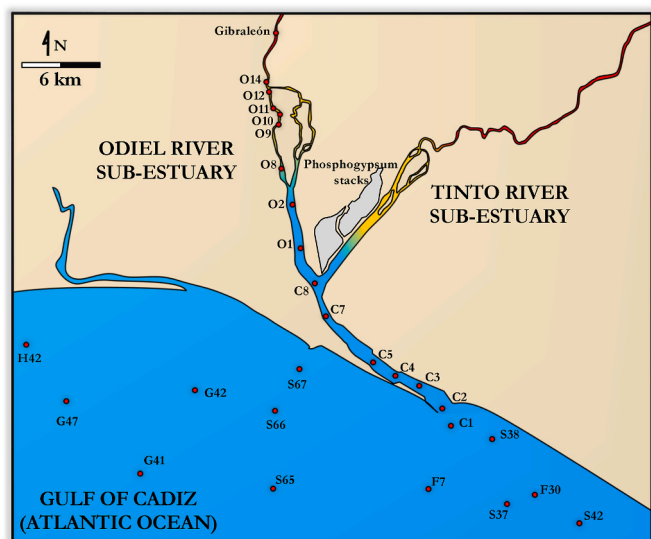 Gibraleón
N
6 km
O14
O12
O11
O10
O9
ODIEL RIVER
SUB-ESTUARY
O8
Phosphogypsum
stacks
TINTO RIVER
SUB-ESTUARY
O2
O1
C8
C7
H42
C5
C4
C3
S67
G42
G47
S66
C2
C1
S38
G41
S65
F7
F30
S37
S42
GULF OF CADIZ
(ATLANTIC OCEAN)